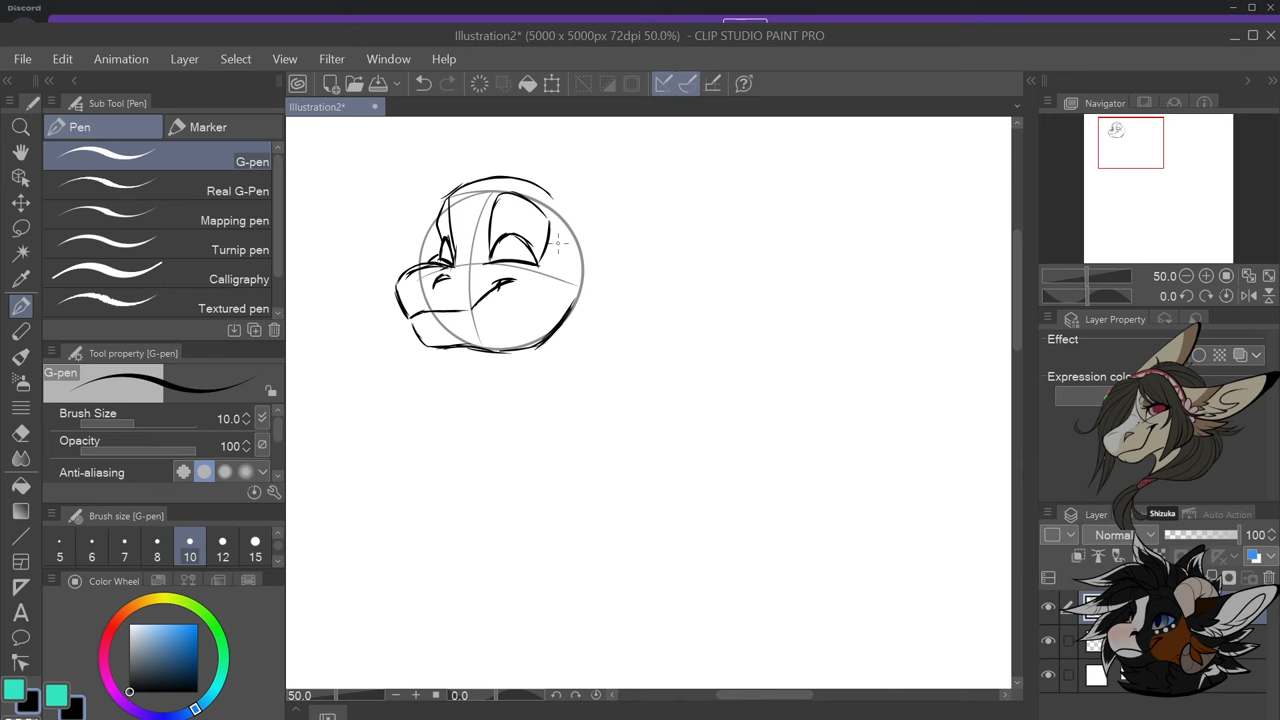 Discord
Illustration2* (5000 x 5000px 72dpi 50.0%) - CLIP STUDIO PAINT PRO
File Edit Animation Layer Select View Filter Window Help
Sub Tool [Pen]
Illustration2*
Navigator
Pen Marker
G-pen
Real G-Pen
Mapping pen
Turnip pen
Calligraphy
Textured pen
50.0
0.0
Layer Property
Effect
Tool property [G-pen]
G-pen
Brush Size 10.0
Opacity 100
Anti-aliasing
Brush size [G-pen]
5 6 7 8 10 12 15
Color Wheel
Shizuka
Layer Auto Action
Normal 100
50.0 0.0